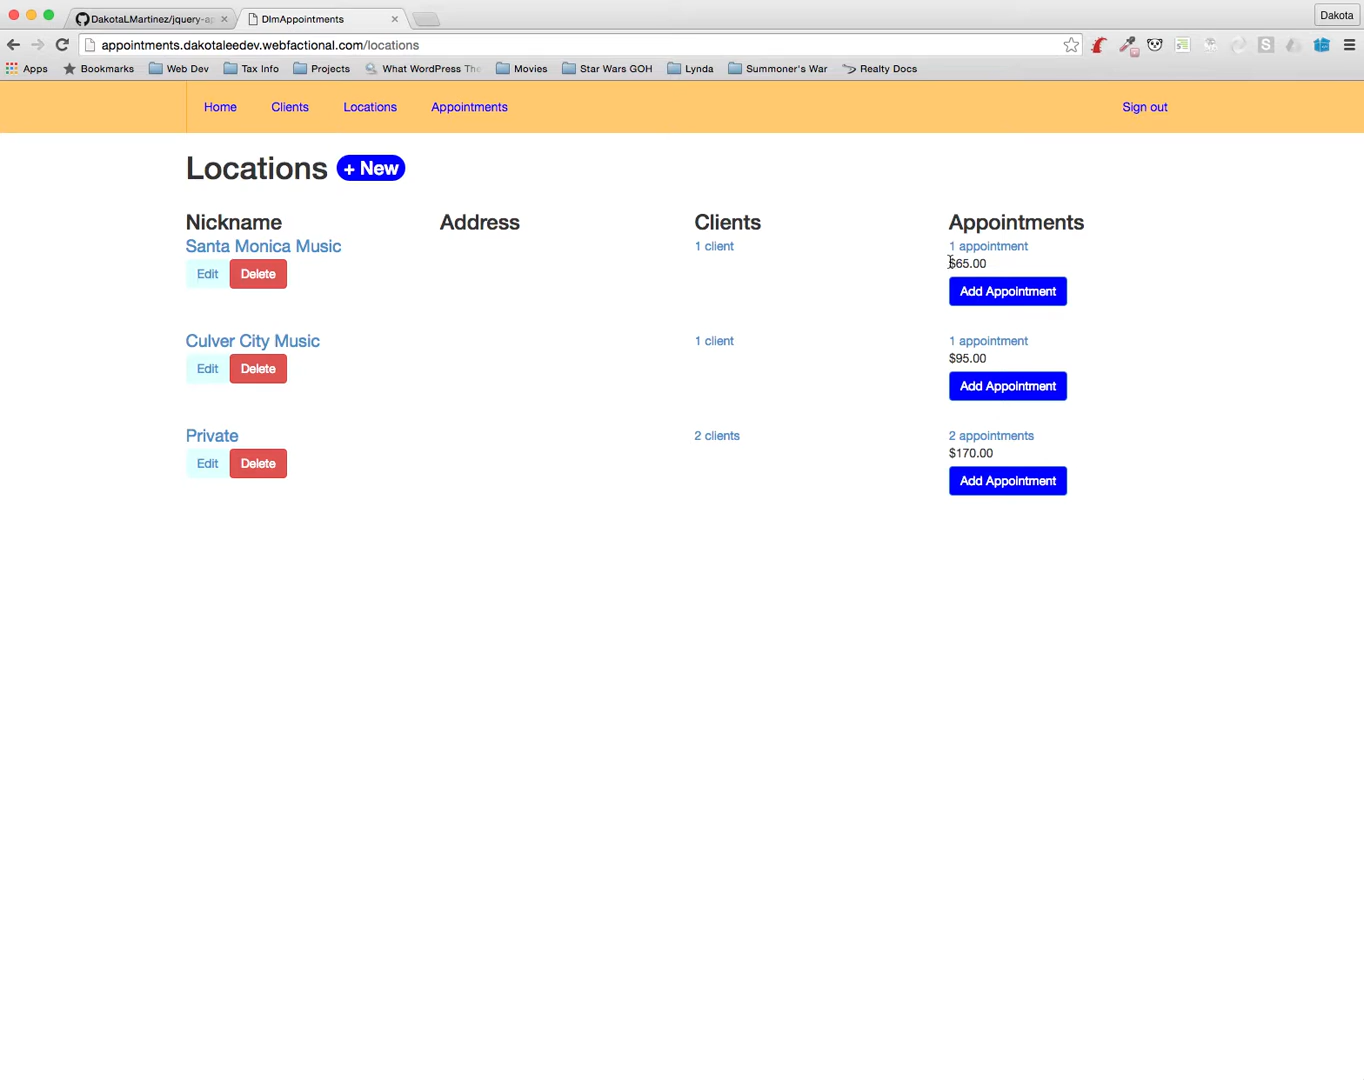 DakotaLMartinez/jquery-ap
DlmAppointments
Dakota
appointments.dakotaleedev.webfactional.com/locations
Apps Bookmarks Web Dev Tax Info Projects What WordPress The Movies Star Wars GOH Lynda Summoner's War Realty Docs
Home Clients Locations Appointments Sign out
Locations + New
Nickname Address Clients Appointments
Santa Monica Music 1 client 1 appointment
$65.00
Edit Delete
Add Appointment
Culver City Music 1 client 1 appointment
$95.00
Edit Delete
Add Appointment
Private 2 clients 2 appointments
$170.00
Edit Delete
Add Appointment